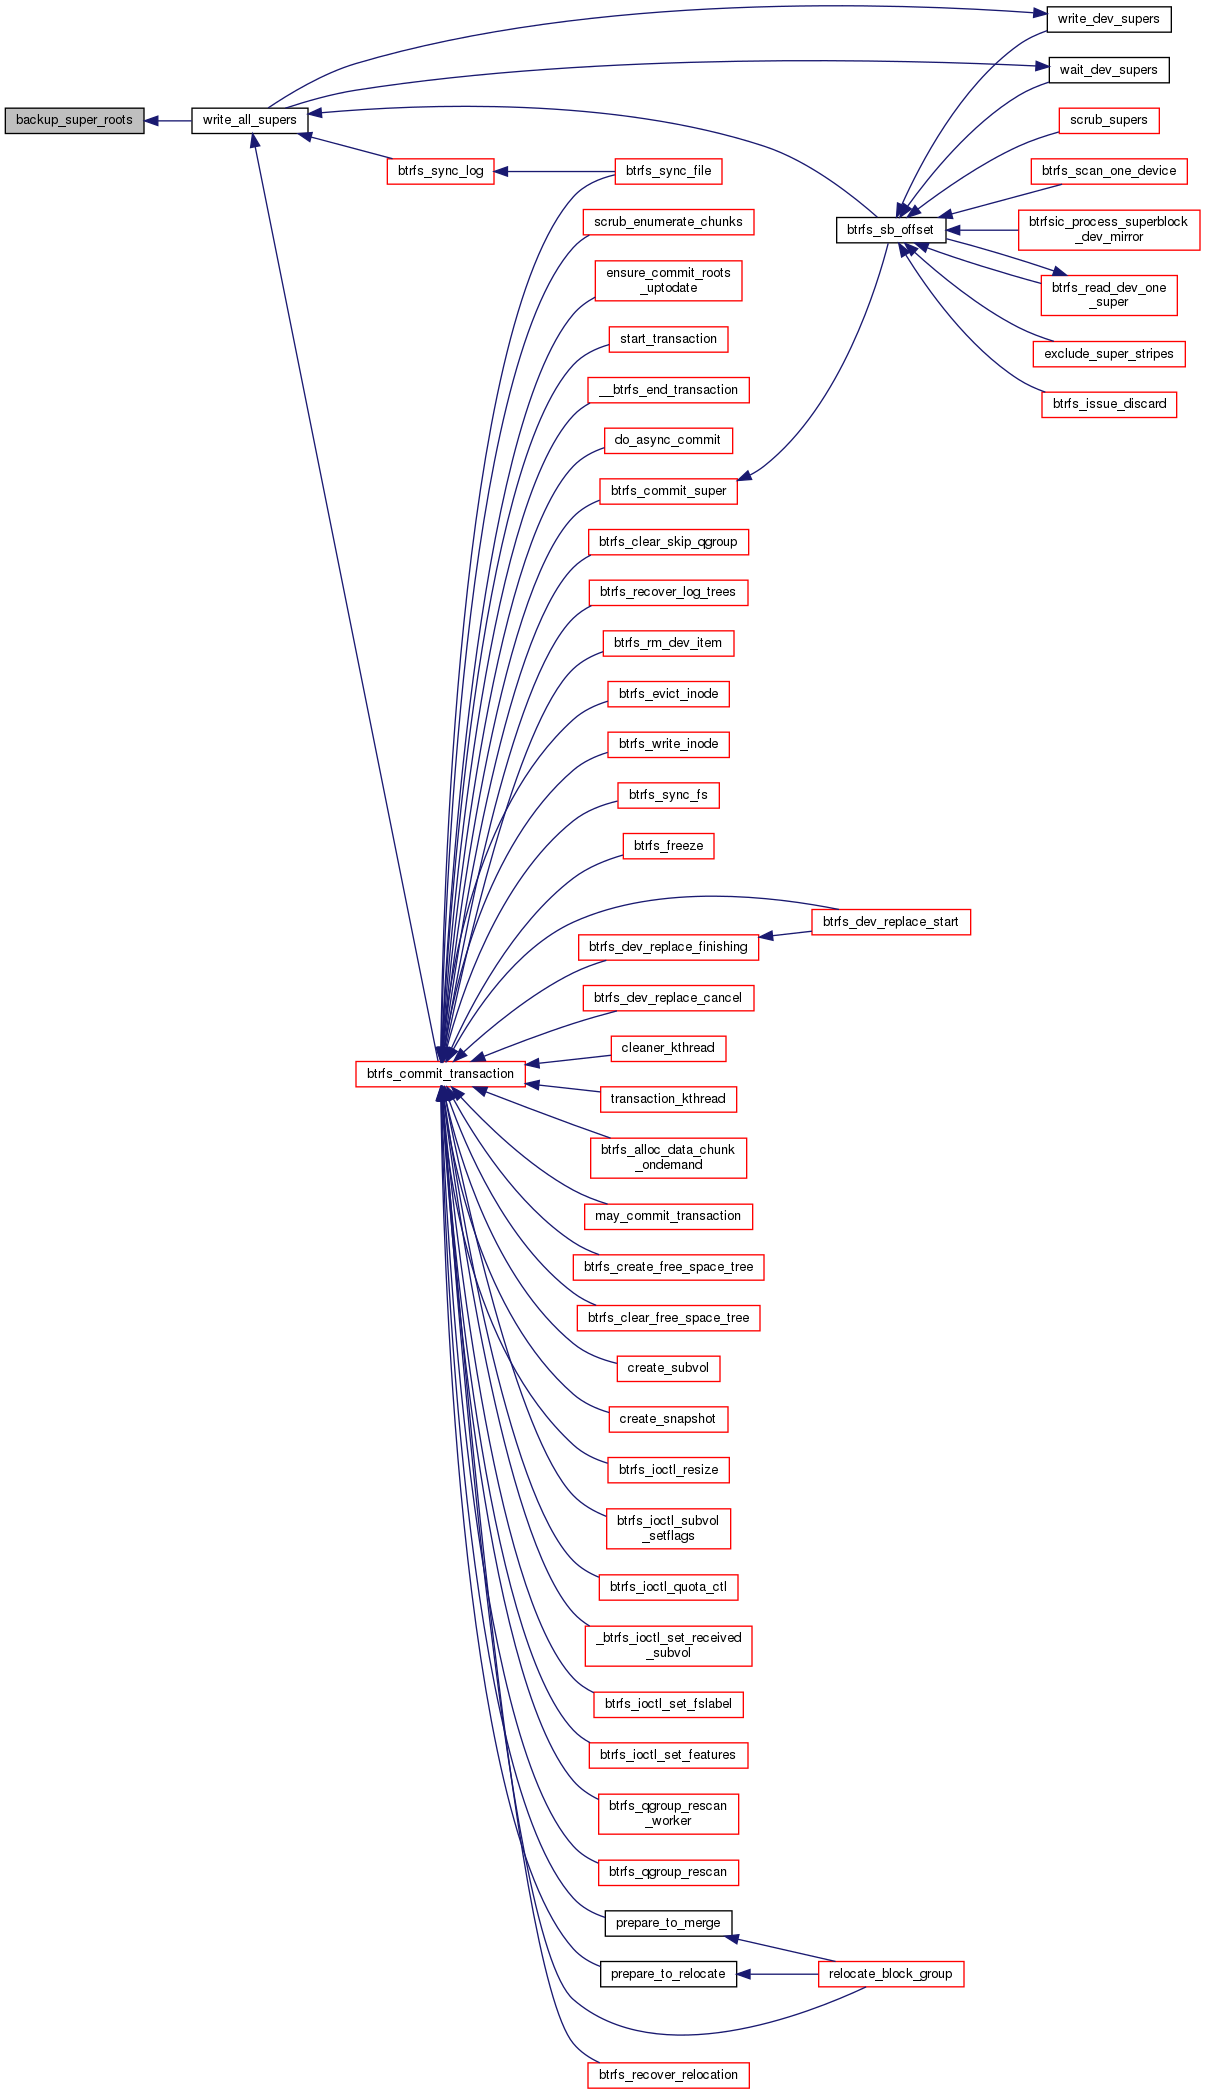 write_dev_supers
wait_dev_supers
backup_super_roots
write_all_supers
scrub_supers
btrfs_sync_log
btrfs_sync_file
btrfs_scan_one_device
scrub_enumerate_chunks
btrfs_sb_offset
btrfsic_process_superblock
_dev_mirror
ensure_commit_roots
_uptodate
btrfs_read_dev_one
_super
start_transaction
exclude_super_stripes
__btrfs_end_transaction
btrfs_issue_discard
do_async_commit
btrfs_commit_super
btrfs_clear_skip_qgroup
btrfs_recover_log_trees
btrfs_rm_dev_item
btrfs_evict_inode
btrfs_write_inode
btrfs_sync_fs
btrfs_freeze
btrfs_dev_replace_start
btrfs_dev_replace_finishing
btrfs_dev_replace_cancel
cleaner_kthread
btrfs_commit_transaction
transaction_kthread
btrfs_alloc_data_chunk
_ondemand
may_commit_transaction
btrfs_create_free_space_tree
btrfs_clear_free_space_tree
create_subvol
create_snapshot
btrfs_ioctl_resize
btrfs_ioctl_subvol
_setflags
btrfs_ioctl_quota_ctl
_btrfs_ioctl_set_received
_subvol
btrfs_ioctl_set_fslabel
btrfs_ioctl_set_features
btrfs_qgroup_rescan
_worker
btrfs_qgroup_rescan
prepare_to_merge
prepare_to_relocate
relocate_block_group
btrfs_recover_relocation